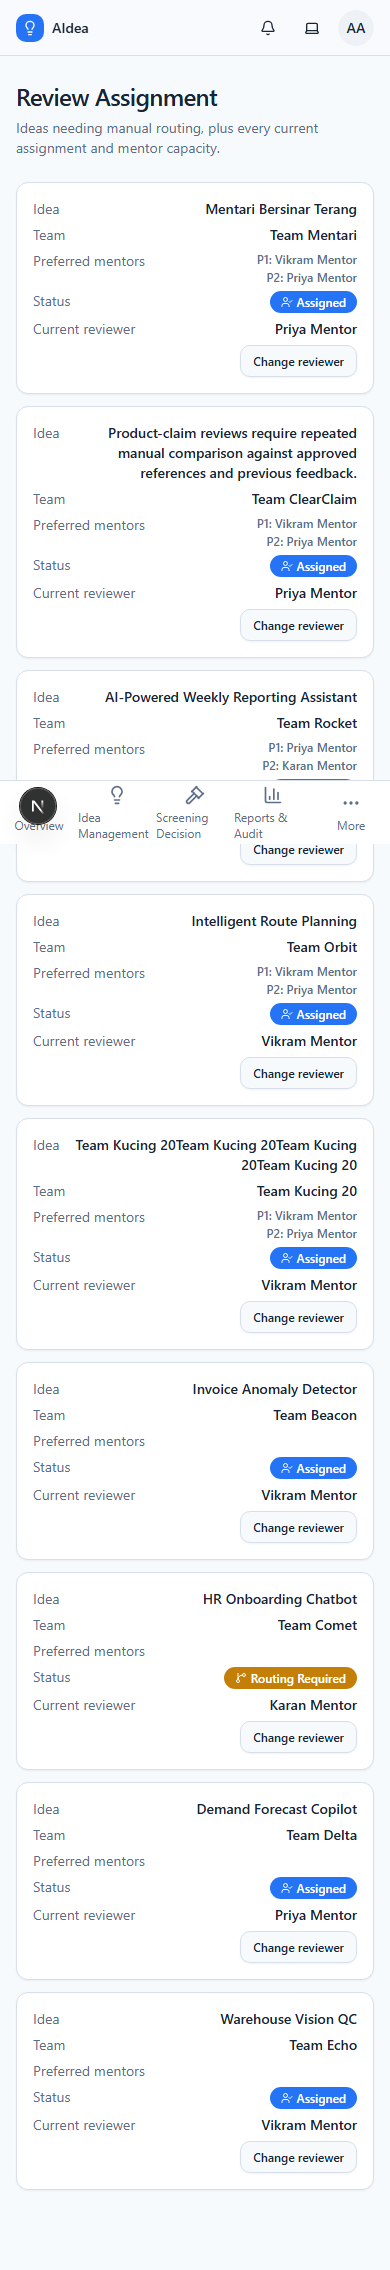 AIdea
AA
Review Assignment
Ideas needing manual routing, plus every current
assignment and mentor capacity.
Idea Mentari Bersinar Terang
Team Team Mentari
Preferred mentors P1: Vikram Mentor
P2: Priya Mentor
Status Assigned
Current reviewer Priya Mentor
Change reviewer
Idea Product-claim reviews require repeated
manual comparison against approved
references and previous feedback.
Team Team ClearClaim
Preferred mentors P1: Vikram Mentor
P2: Priya Mentor
Status Assigned
Current reviewer Priya Mentor
Change reviewer
Idea AI-Powered Weekly Reporting Assistant
Team Team Rocket
Preferred mentors P1: Priya Mentor
P2: Karan Mentor
N
Overview
Idea
Management
Screening
Decision
Reports &
Audit
More
Change reviewer
Idea Intelligent Route Planning
Team Team Orbit
Preferred mentors P1: Vikram Mentor
P2: Priya Mentor
Status Assigned
Current reviewer Vikram Mentor
Change reviewer
Idea Team Kucing 20Team Kucing 20Team Kucing
20Team Kucing 20
Team Team Kucing 20
Preferred mentors P1: Vikram Mentor
P2: Priya Mentor
Status Assigned
Current reviewer Vikram Mentor
Change reviewer
Idea Invoice Anomaly Detector
Team Team Beacon
Preferred mentors
Status Assigned
Current reviewer Vikram Mentor
Change reviewer
Idea HR Onboarding Chatbot
Team Team Comet
Preferred mentors
Status Routing Required
Current reviewer Karan Mentor
Change reviewer
Idea Demand Forecast Copilot
Team Team Delta
Preferred mentors
Status Assigned
Current reviewer Priya Mentor
Change reviewer
Idea Warehouse Vision QC
Team Team Echo
Preferred mentors
Status Assigned
Current reviewer Vikram Mentor
Change reviewer